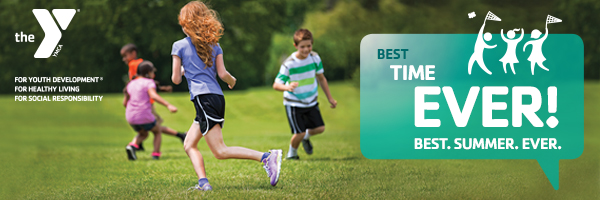 the Y
YMCA
FOR YOUTH DEVELOPMENT®
FOR HEALTHY LIVING
FOR SOCIAL RESPONSIBILITY
BEST
TIME
EVER!
BEST. SUMMER. EVER.